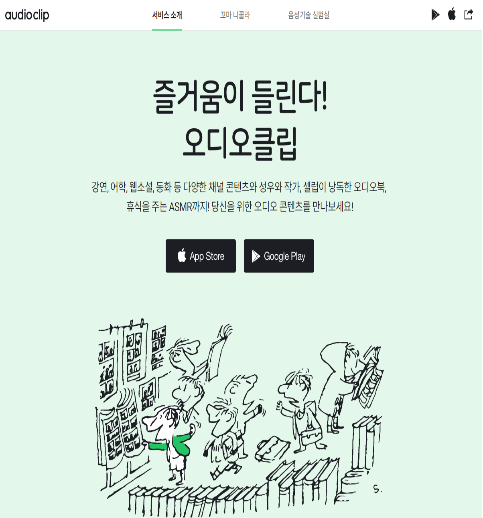 audioclip
서비스 소개
꼬마 니콜라
음성기술 실험실
즐거움이 들린다!
오디오클립
강연, 어학, 웹소설, 동화 등 다양한 채널 콘텐츠와 성우와 작가, 셀럽이 낭독한 오디오북,
휴식을 주는 ASMR까지! 당신을 위한 오디오 콘텐츠를 만나보세요!
App Store
Google Play
S.